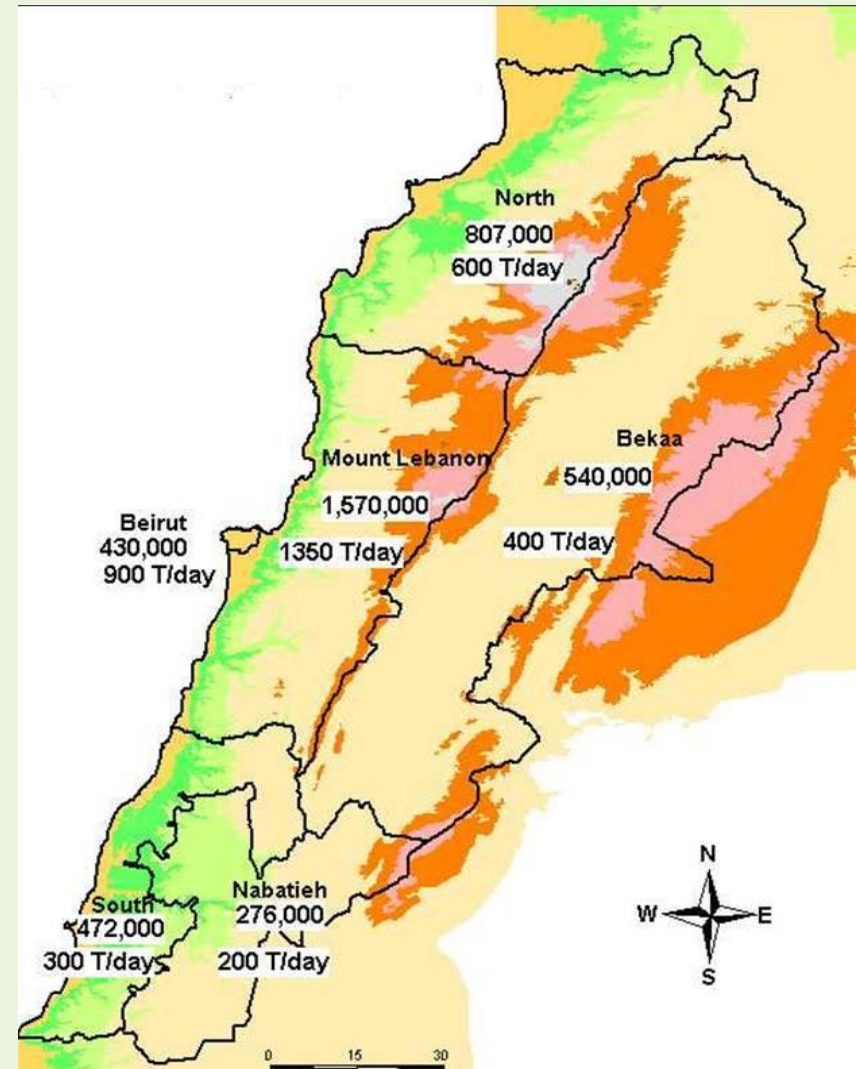 North
807,000
600 T/day
Bekaa
540,000
400 T/day
Mount Lebanon
1,570,000
1350 T/day
Beirut
430,000
900 T/day
Nabatieh
276,000
200 T/day
South
472,000
300 T/day
N
W E
S
0 15 30